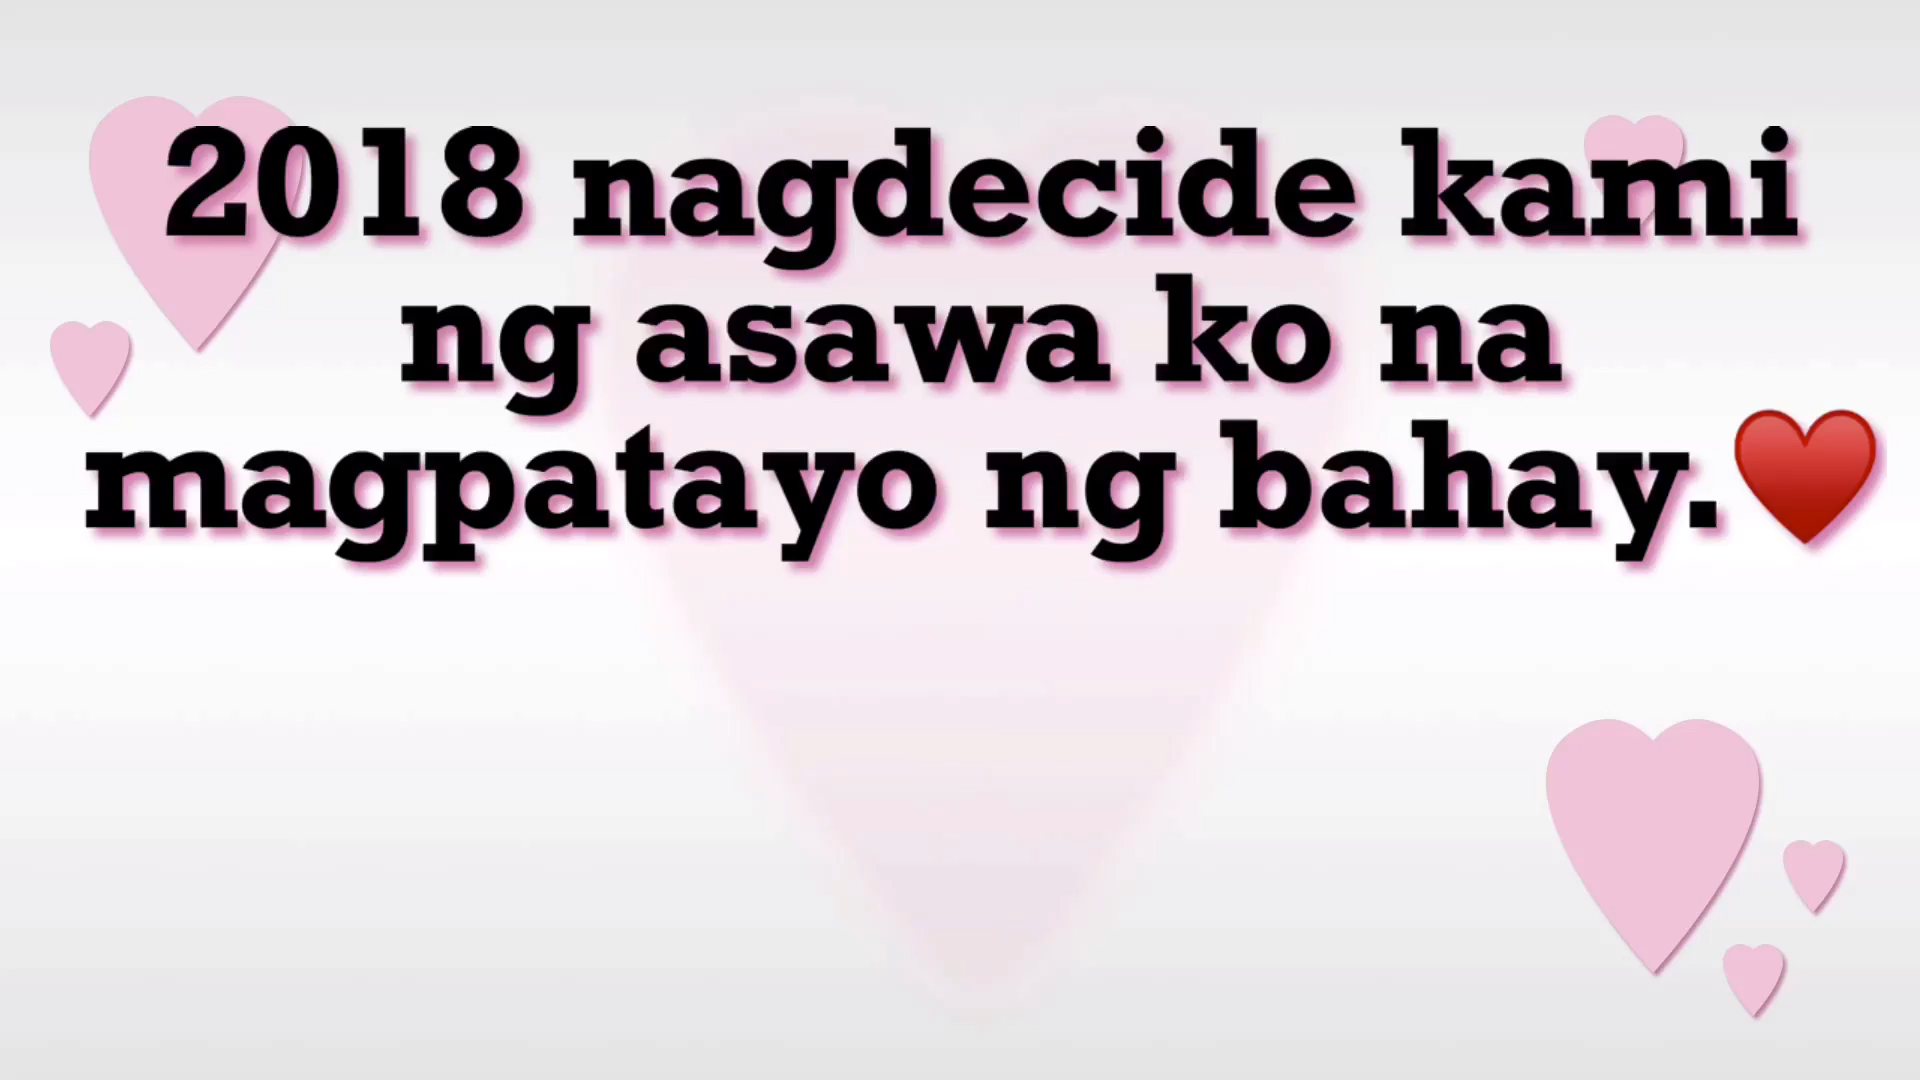 2018 nagdecide kami
ng asawa ko na
magpatayo ng bahay.♥️